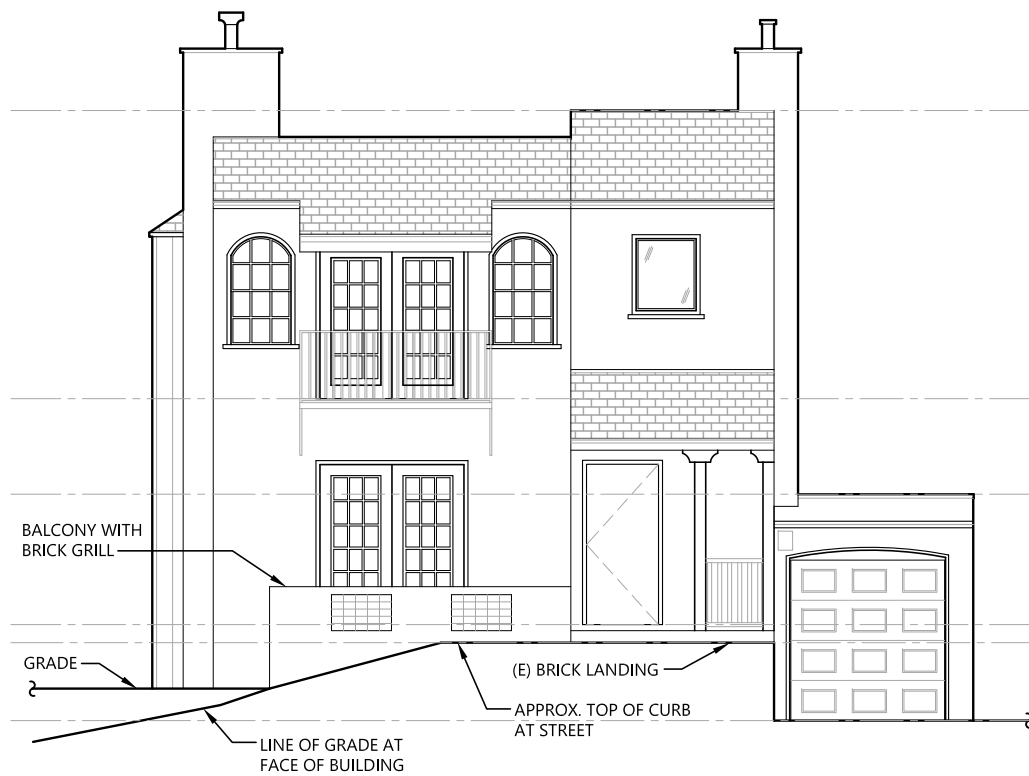 BALCONY WITH
BRICK GRILL
GRADE
(E) BRICK LANDING
APPROX. TOP OF CURB
AT STREET
LINE OF GRADE AT
FACE OF BUILDING